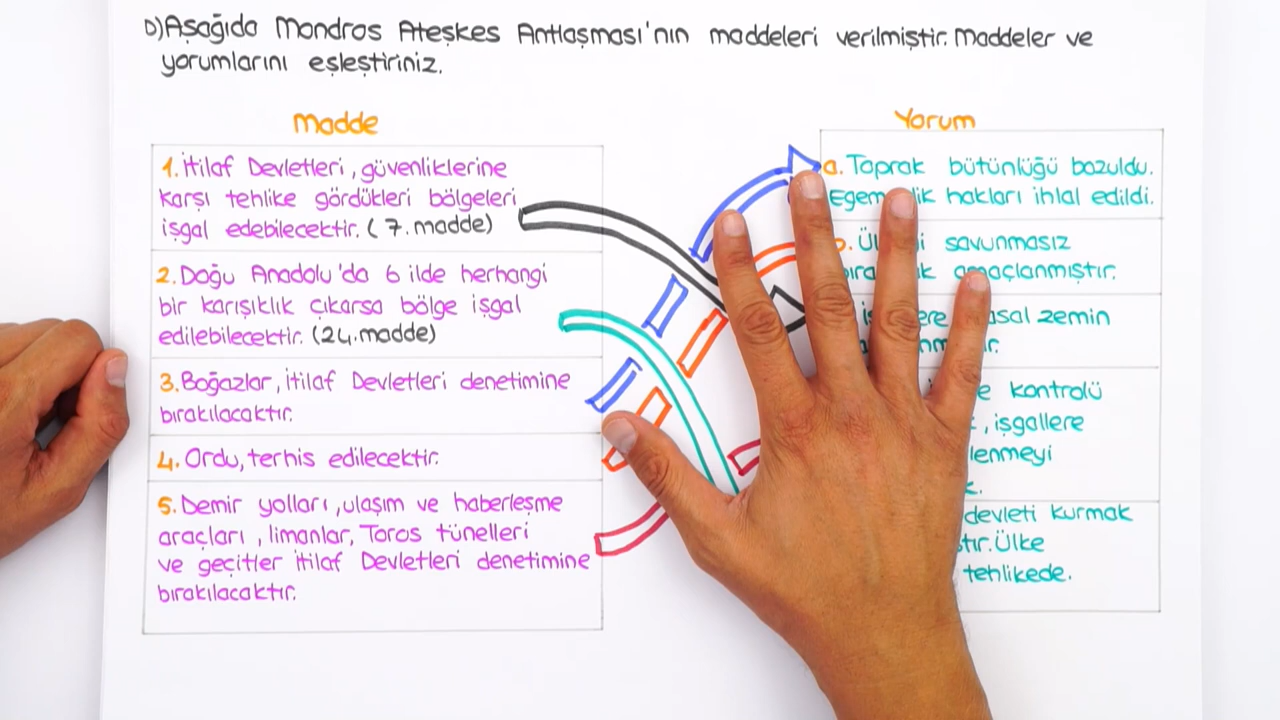 D) Aşağıda Mondros Ateşkes Antlaşması'nın maddeleri verilmiştir. Maddeler ve
yorumlarını eşleştiriniz.
Madde
1. İtilaf Devletleri, güvenliklerine
karşı tehlike gördükleri bölgeleri
işgal edebilecektir. (7. madde)
2. Doğu Anadolu'da 6 ilde herhangi
bir karışıklık çıkarsa bölge işgal
edilebilecektir. (24. madde)
3. Boğazlar, İtilaf Devletleri denetimine
bırakılacaktır.
4. Ordu, terhis edilecektir.
5. Demir yolları, ulaşım ve haberleşme
araçları, limanlar, Toros tünelleri
ve geçitler İtilaf Devletleri denetimine
bırakılacaktır.
Yorum
a. Toprak bütünlüğü bozuldu.
hakları ihlal edildi.
savunmasız
amaçlanmıştır.
zemin
kontrolü
, işgallere
devleti kurmak
Ülke
tehlikede.